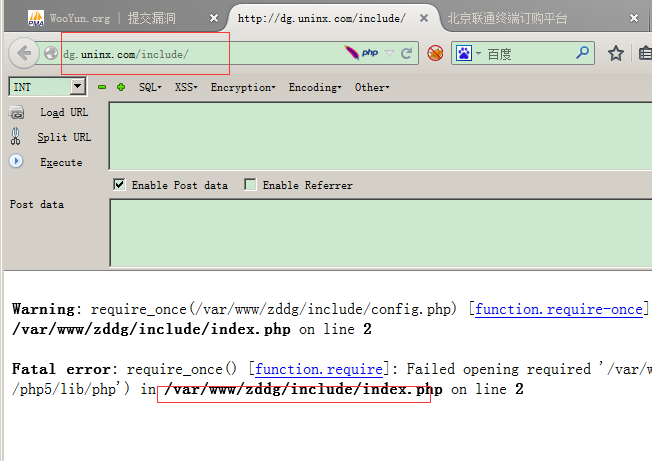 WooYun.org | 提交漏洞 × http://dg.uninx.com/include/ × 北京联通终端订购平台 ×
dg.uninx.com/include/ php 百度
INT SQL▾ XSS▾ Encryption▾ Encoding▾ Other▾
Load URL
Split URL
Execute
Enable Post data Enable Referrer
Post data
Warning: require_once(/var/www/zddg/include/config.php) [function.require-once]
/var/www/zddg/include/index.php on line 2
Fatal error: require_once() [function.require]: Failed opening required '/var/w
/php5/lib/php') in /var/www/zddg/include/index.php on line 2